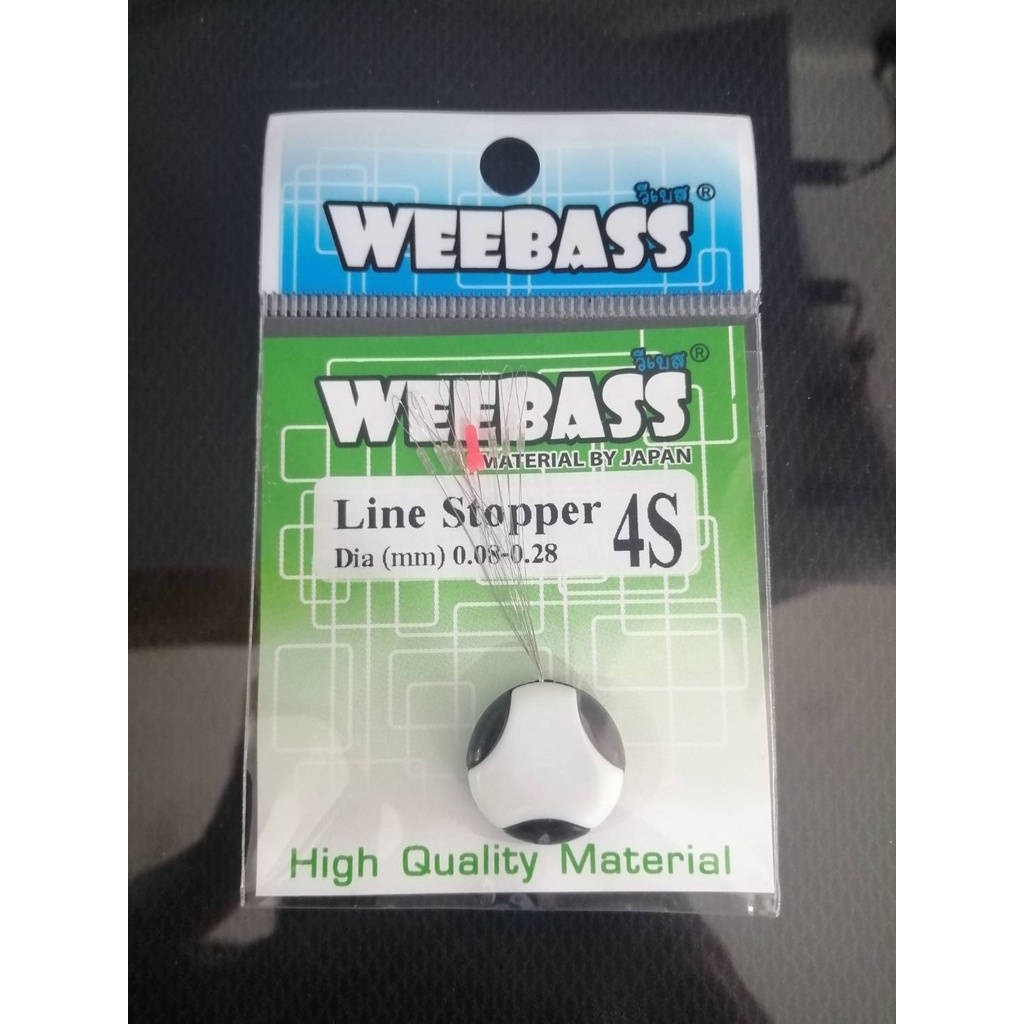 วีเบส ®
WEEBASS
วีเบส ®
WEEBASS
MATERIAL BY JAPAN
Line Stopper 4S
Dia (mm) 0.08-0.28
High Quality Material